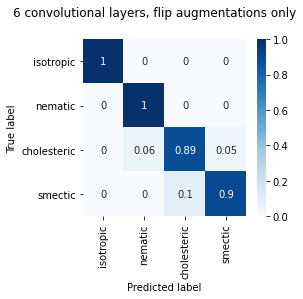 6 convolutional layers, flip augmentations only
True label
isotropic 1 0 0 0
nematic 0 1 0 0
cholesteric 0 0.06 0.89 0.05
smectic 0 0 0.1 0.9
isotropic nematic cholesteric smectic
Predicted label
1.0
0.8
0.6
0.4
0.2
0.0